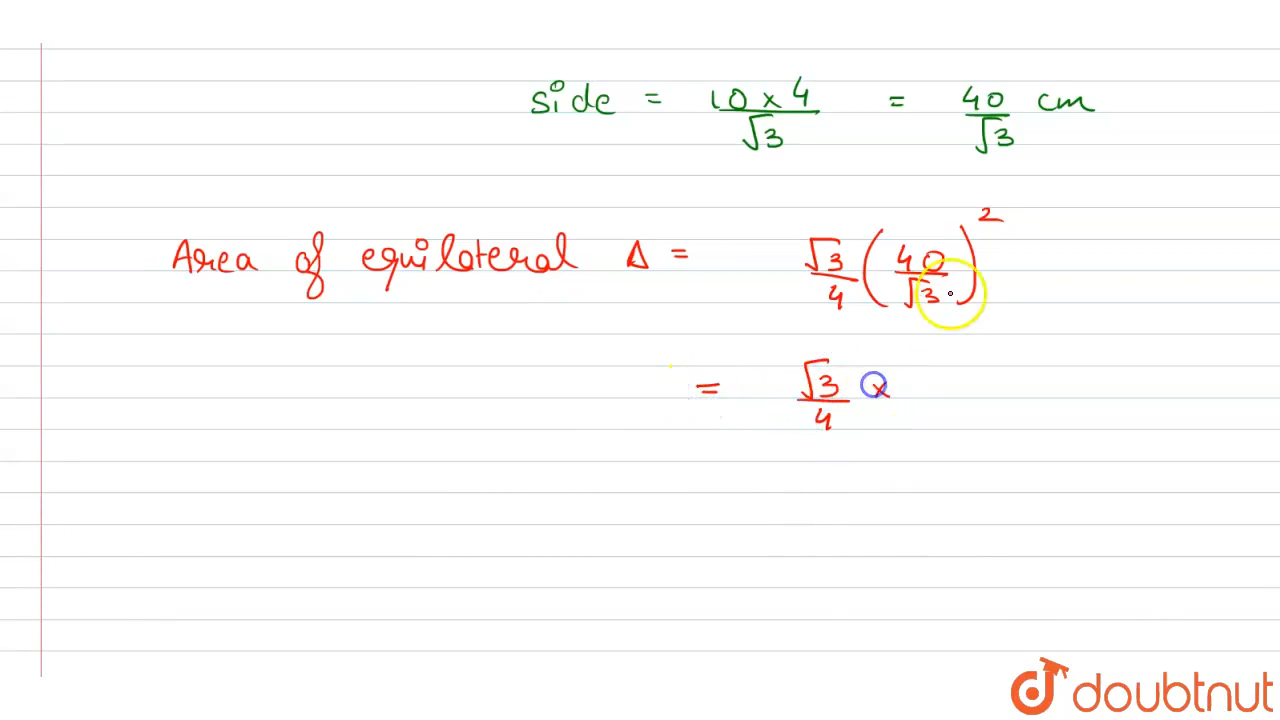 side = 10 × 4 / √3 = 40 / √3 cm
Area of equilateral Δ = √3 / 4 ( 40 / √3 )²
= √3 / 4 ×
doubtnut